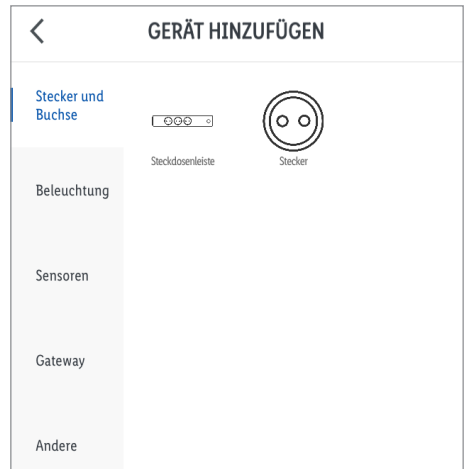 GERÄT HINZUFÜGEN
Stecker und
Buchse
Steckdosenleiste
Stecker
Beleuchtung
Sensoren
Gateway
Andere